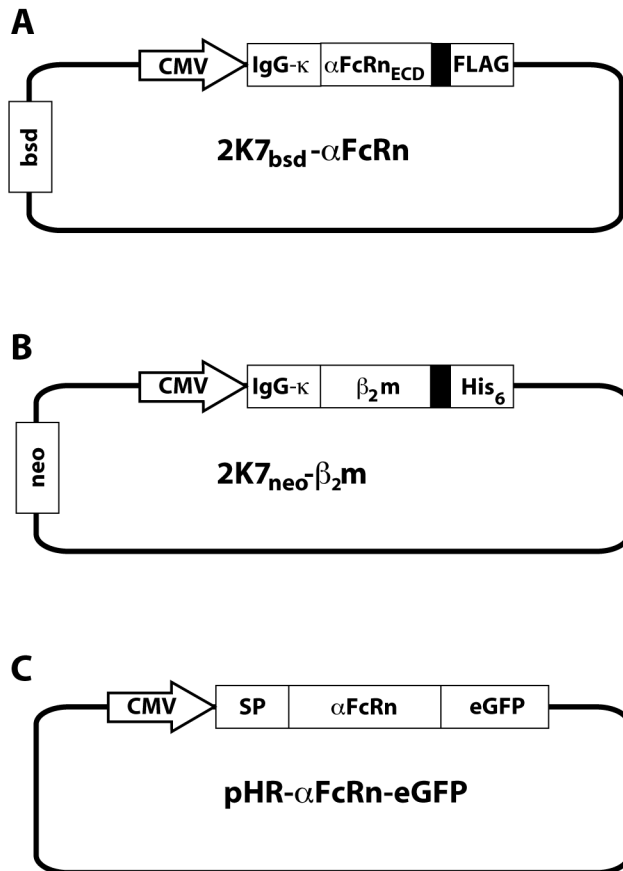 A
CMV IgG-κ αFcRnECD FLAG
bsd
2K7bsd-αFcRn
B
CMV IgG-κ β2m His6
neo
2K7neo-β2m
C
CMV SP αFcRn eGFP
pHR-αFcRn-eGFP